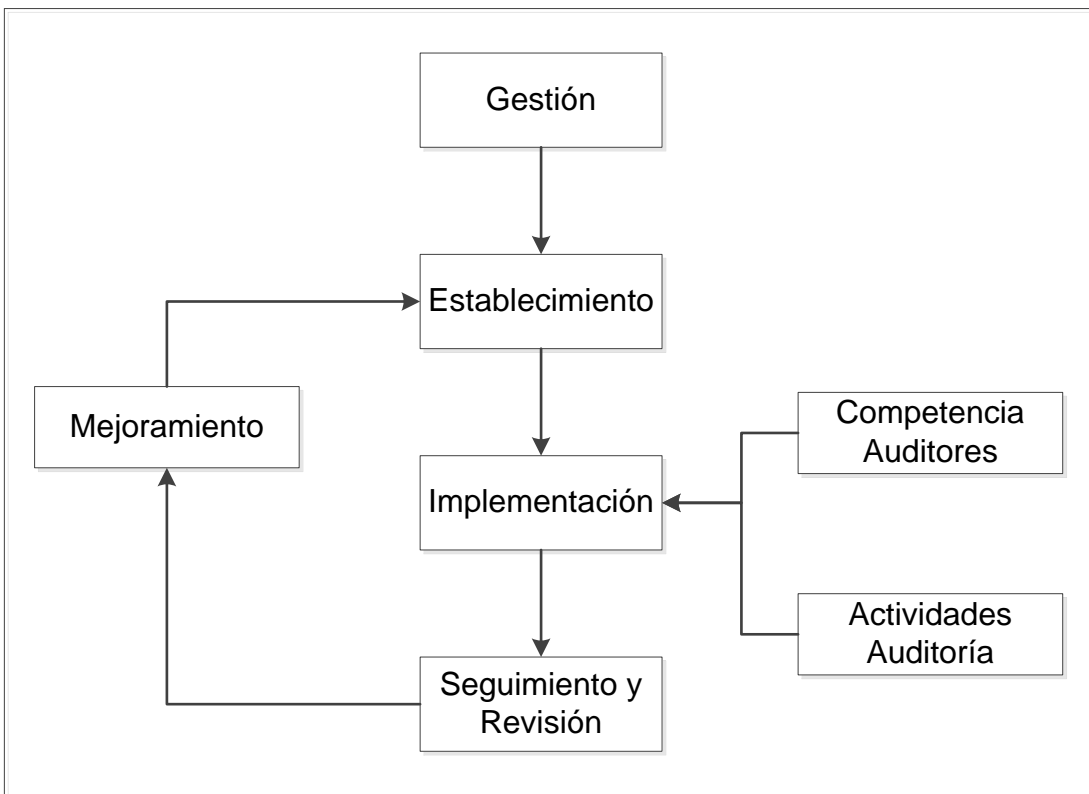 Gestión
Establecimiento
Mejoramiento
Competencia
Auditores
Implementación
Actividades
Auditoría
Seguimiento y
Revisión